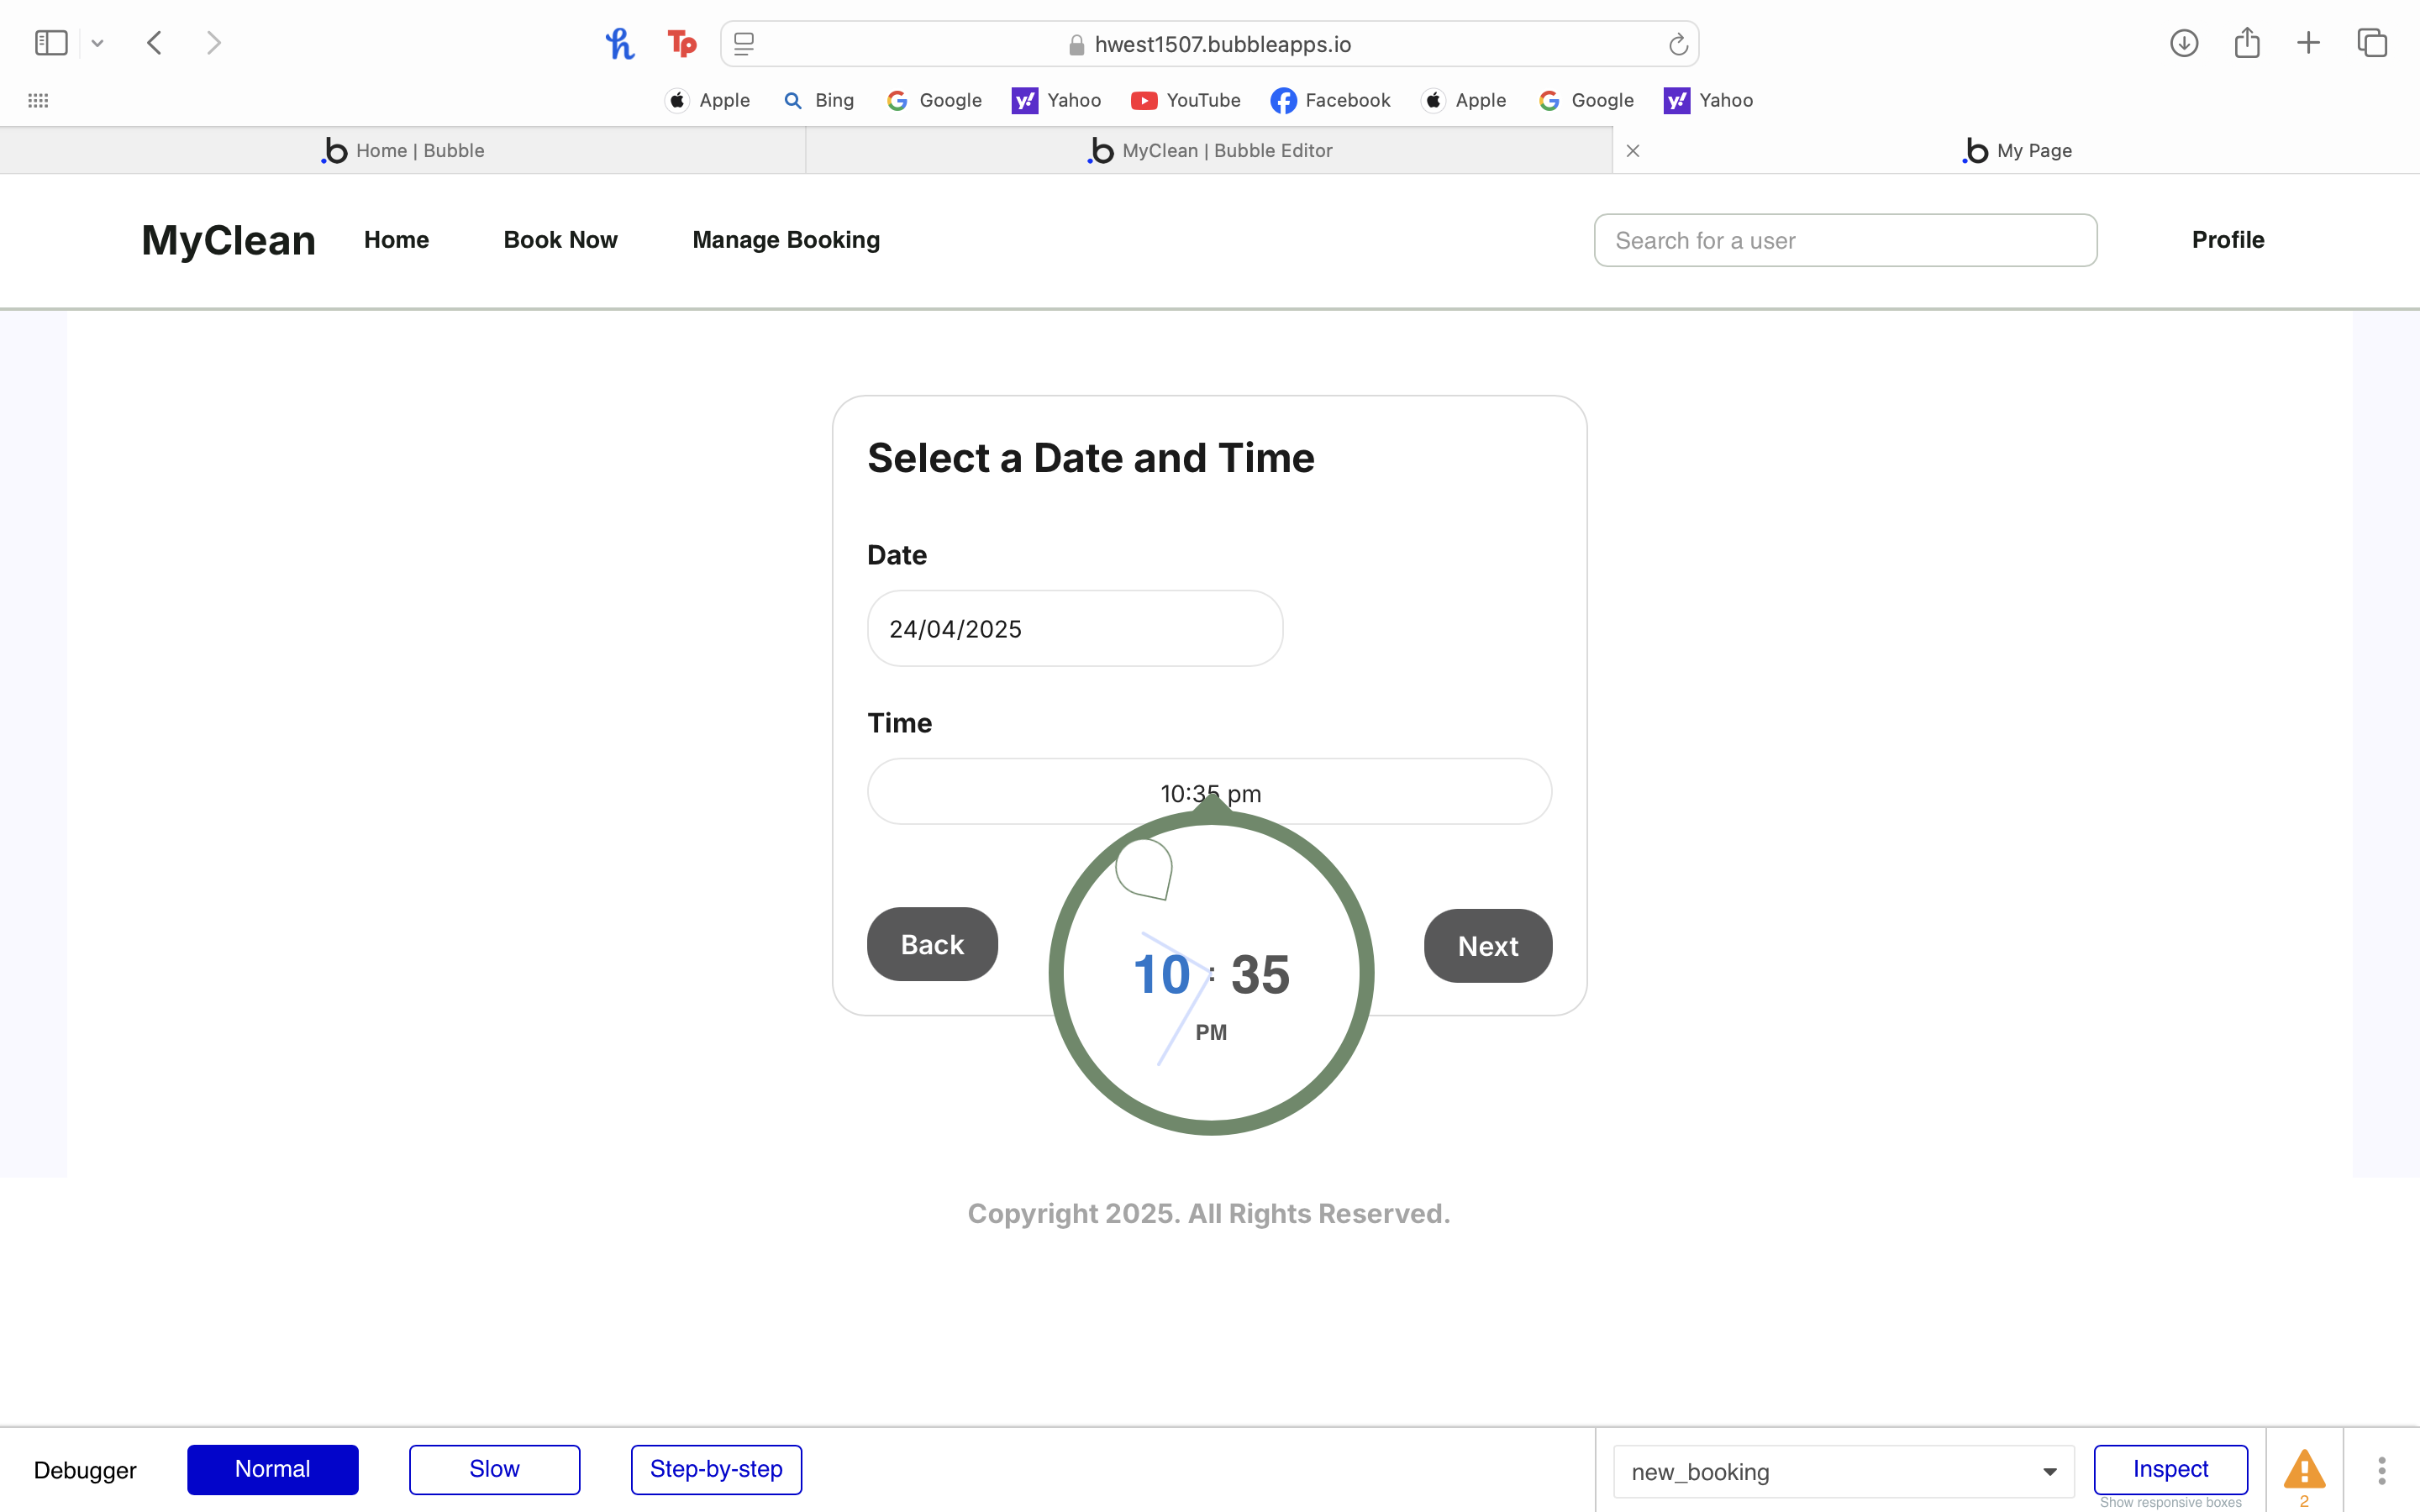 hwest1507.bubbleapps.io
Apple Bing Google Yahoo YouTube Facebook Apple Google Yahoo
Home | Bubble MyClean | Bubble Editor My Page
MyClean Home Book Now Manage Booking Search for a user Profile
Select a Date and Time
Date
24/04/2025
Time
10:35 pm
Back Next
10 : 35
PM
Copyright 2025. All Rights Reserved.
Debugger Normal Slow Step-by-step new_booking Inspect
Show responsive boxes 2